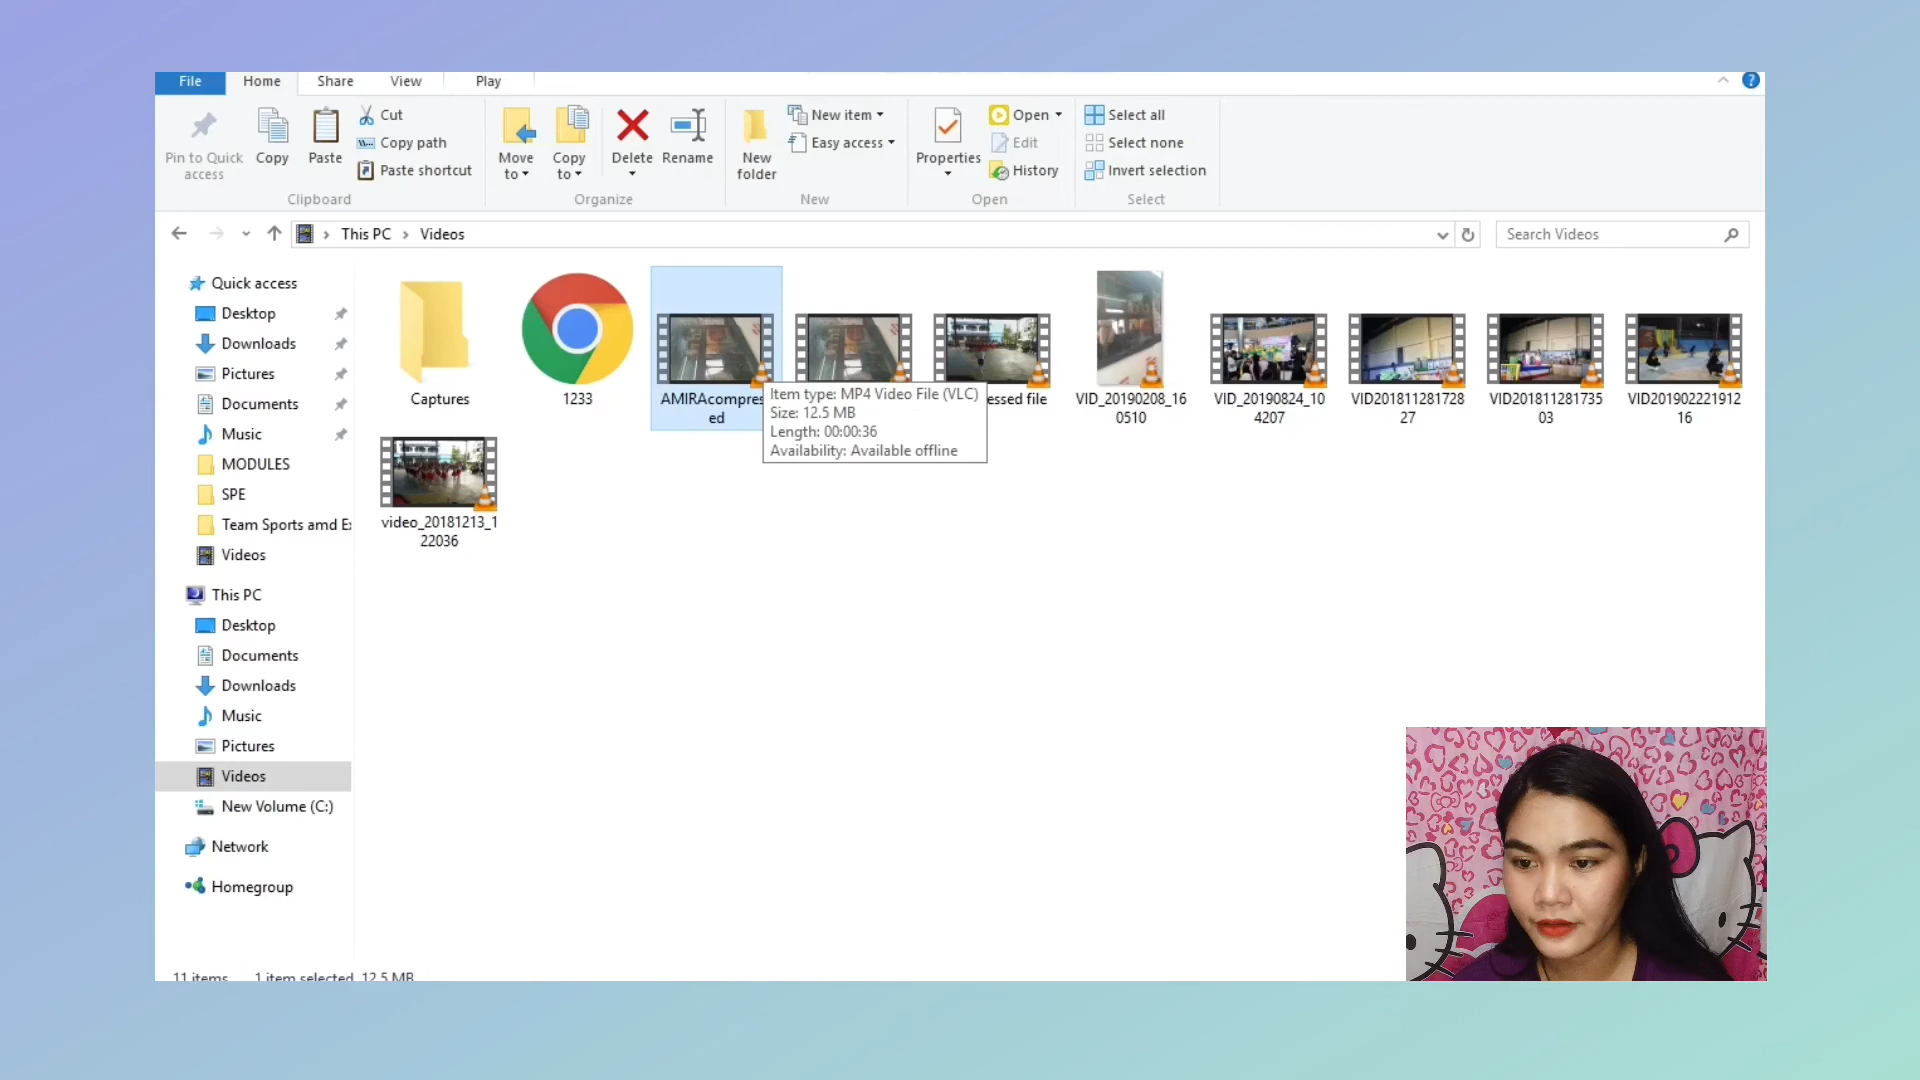 File Home Share View Play
Pin to Quick access
Copy
Paste
Cut
Copy path
Paste shortcut
Clipboard
Move to
Copy to
Delete
Rename
Organize
New folder
New item
Easy access
New
Properties
Open
Edit
History
Open
Select all
Select none
Invert selection
Select
This PC > Videos
Search Videos
Quick access
Desktop
Downloads
Pictures
Documents
Music
MODULES
SPE
Team Sports amd E
Videos
This PC
Desktop
Documents
Downloads
Music
Pictures
Videos
New Volume (C:)
Network
Homegroup
Captures
1233
AMIRAcompres
ed
essed file
VID_20190208_16
0510
VID_20190824_10
4207
VID201811281728
27
VID201811281735
03
VID201902221912
16
video_20181213_1
22036
Item type: MP4 Video File (VLC)
Size: 12.5 MB
Length: 00:00:36
Availability: Available offline
11 items 1 item selected 12.5 MB